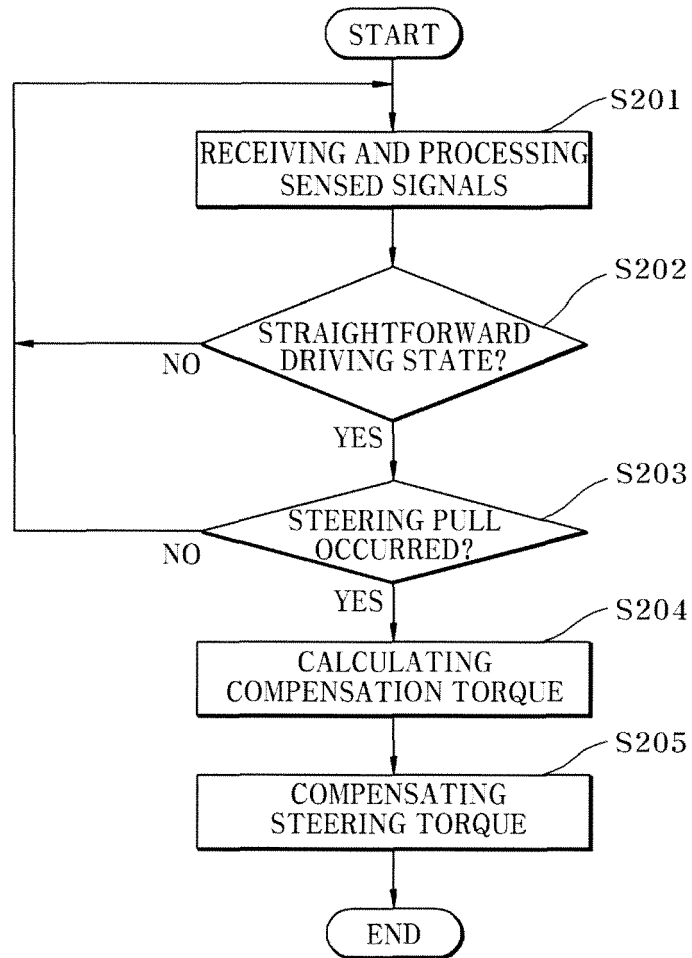 START
S201
RECEIVING AND PROCESSING
SENSED SIGNALS
S202
STRAIGHTFORWARD
DRIVING STATE?
NO
YES
S203
STEERING PULL
OCCURRED?
NO
YES
S204
CALCULATING
COMPENSATION TORQUE
S205
COMPENSATING
STEERING TORQUE
END